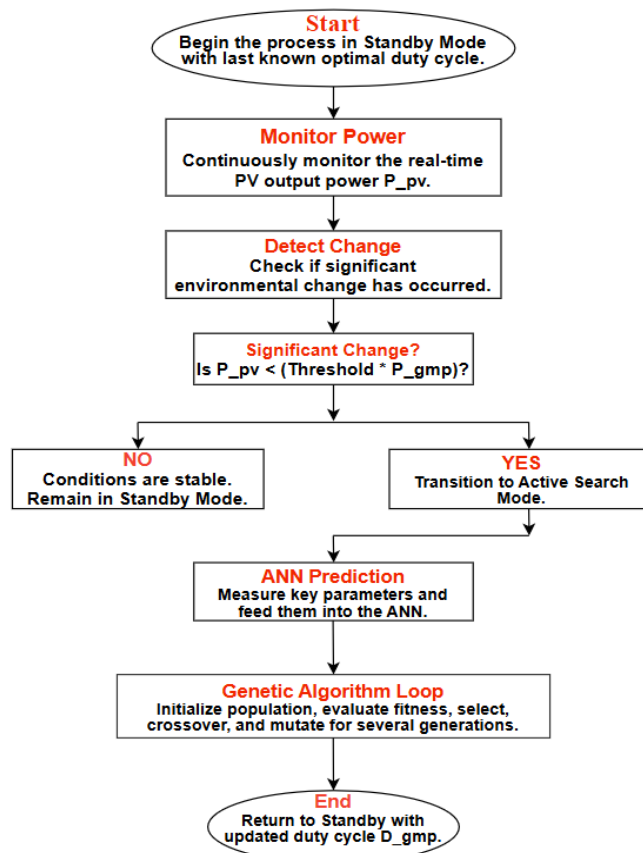 Start
Begin the process in Standby Mode
with last known optimal duty cycle.
Monitor Power
Continuously monitor the real-time
PV output power P_pv.
Detect Change
Check if significant
environmental change has occurred.
Significant Change?
Is P_pv < (Threshold * P_gmp)?
NO
Conditions are stable.
Remain in Standby Mode.
YES
Transition to Active Search
Mode.
ANN Prediction
Measure key parameters and
feed them into the ANN.
Genetic Algorithm Loop
Initialize population, evaluate fitness, select,
crossover, and mutate for several generations.
End
Return to Standby with
updated duty cycle D_gmp.